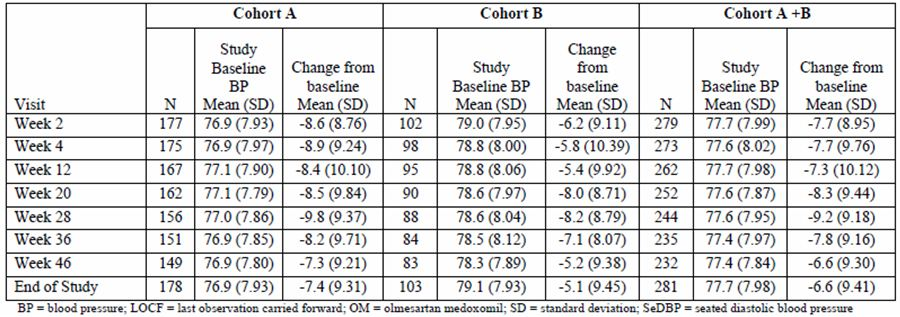 Cohort A Cohort B Cohort A +B
Visit N Study Baseline BP Mean (SD) Change from baseline Mean (SD) N Study Baseline BP Mean (SD) Change from baseline Mean (SD) N Study Baseline BP Mean (SD) Change from baseline Mean (SD)
Week 2 177 76.9 (7.93) -8.6 (8.76) 102 79.0 (7.95) -6.2 (9.11) 279 77.7 (7.99) -7.7 (8.95)
Week 4 175 76.9 (7.97) -8.9 (9.24) 98 78.8 (8.00) -5.8 (10.39) 273 77.6 (8.02) -7.7 (9.76)
Week 12 167 77.1 (7.90) -8.4 (10.10) 95 78.8 (8.06) -5.4 (9.92) 262 77.7 (7.98) -7.3 (10.12)
Week 20 162 77.1 (7.79) -8.5 (9.84) 90 78.6 (7.97) -8.0 (8.71) 252 77.6 (7.87) -8.3 (9.44)
Week 28 156 77.0 (7.86) -9.8 (9.37) 88 78.6 (8.04) -8.2 (8.79) 244 77.6 (7.95) -9.2 (9.18)
Week 36 151 76.9 (7.85) -8.2 (9.71) 84 78.5 (8.12) -7.1 (8.07) 235 77.4 (7.97) -7.8 (9.16)
Week 46 149 76.9 (7.80) -7.3 (9.21) 83 78.3 (7.89) -5.2 (9.38) 232 77.4 (7.84) -6.6 (9.30)
End of Study 178 76.9 (7.93) -7.4 (9.31) 103 79.1 (7.93) -5.1 (9.45) 281 77.7 (7.98) -6.6 (9.41)
BP = blood pressure; LOCF = last observation carried forward; OM = olmesartan medoxomil; SD = standard deviation; SeDBP = seated diastolic blood pressure